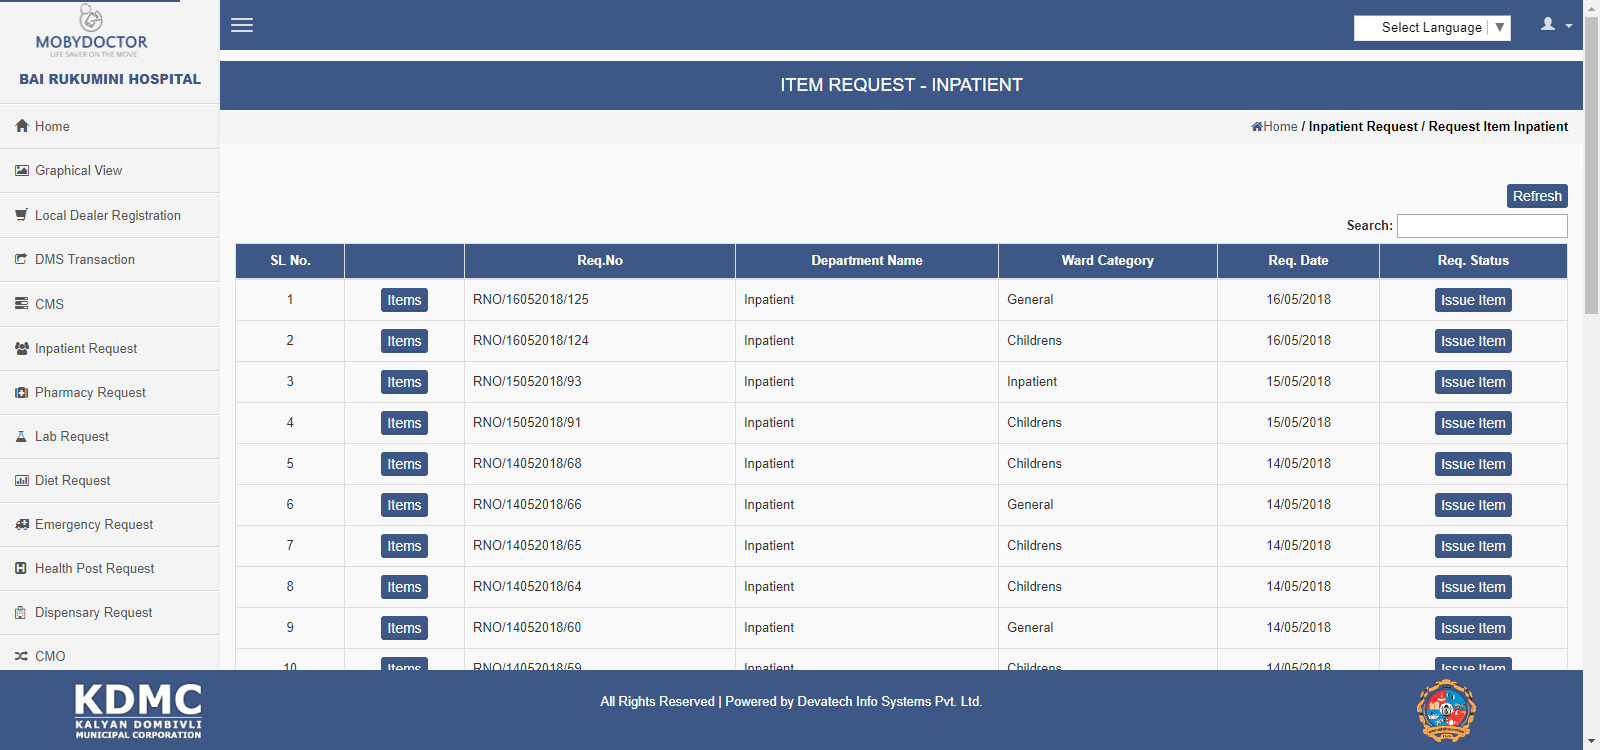 MOBYDOCTOR
LIFE SAVER ON THE MOVE
BAI RUKUMINI HOSPITAL
Home
Graphical View
Local Dealer Registration
DMS Transaction
CMS
Inpatient Request
Pharmacy Request
Lab Request
Diet Request
Emergency Request
Health Post Request
Dispensary Request
CMO
Select Language ▼
ITEM REQUEST - INPATIENT
Home / Inpatient Request / Request Item Inpatient
Refresh
Search:
SL No. Req.No Department Name Ward Category Req. Date Req. Status
1 Items RNO/16052018/125 Inpatient General 16/05/2018 Issue Item
2 Items RNO/16052018/124 Inpatient Childrens 16/05/2018 Issue Item
3 Items RNO/15052018/93 Inpatient Inpatient 15/05/2018 Issue Item
4 Items RNO/15052018/91 Inpatient Childrens 15/05/2018 Issue Item
5 Items RNO/14052018/68 Inpatient Childrens 14/05/2018 Issue Item
6 Items RNO/14052018/66 Inpatient General 14/05/2018 Issue Item
7 Items RNO/14052018/65 Inpatient Childrens 14/05/2018 Issue Item
8 Items RNO/14052018/64 Inpatient Childrens 14/05/2018 Issue Item
9 Items RNO/14052018/60 Inpatient General 14/05/2018 Issue Item
10 Items RNO/14052018/59 Inpatient Childrens 14/05/2018 Issue Item
KDMC
KALYAN DOMBIVLI
MUNICIPAL CORPORATION
All Rights Reserved | Powered by Devatech Info Systems Pvt. Ltd.